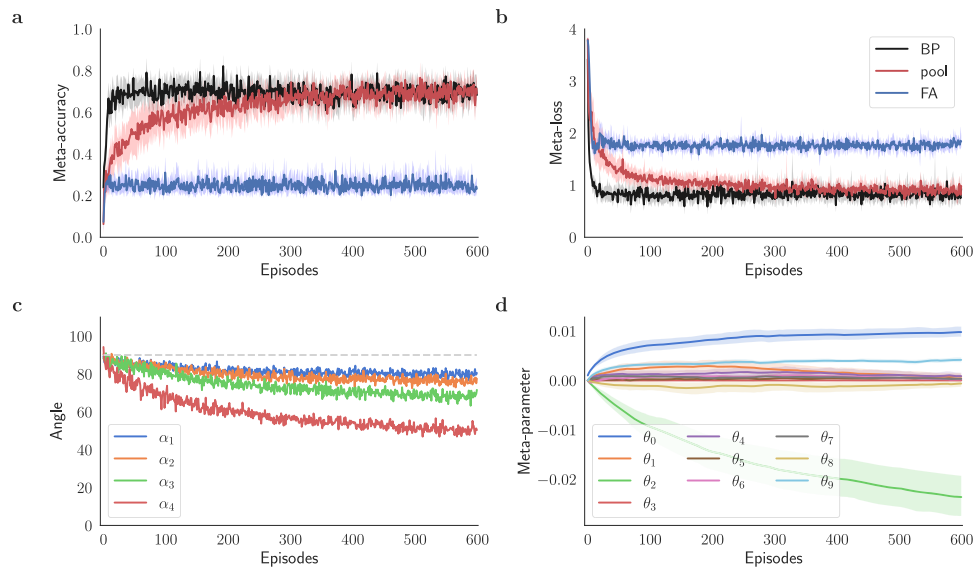 a
1.0
0.8
0.6
0.4
0.2
0.0
Meta-accuracy
0 100 200 300 400 500 600
Episodes
b
4
3
2
1
0
Meta-loss
BP
pool
FA
0 100 200 300 400 500 600
Episodes
c
100
80
60
40
20
0
Angle
α₁
α₂
α₃
α₄
0 100 200 300 400 500 600
Episodes
d
0.01
0.00
−0.01
−0.02
Meta-parameter
θ₀ θ₄ θ₇
θ₁ θ₅ θ₈
θ₂ θ₆ θ₉
θ₃
0 100 200 300 400 500 600
Episodes